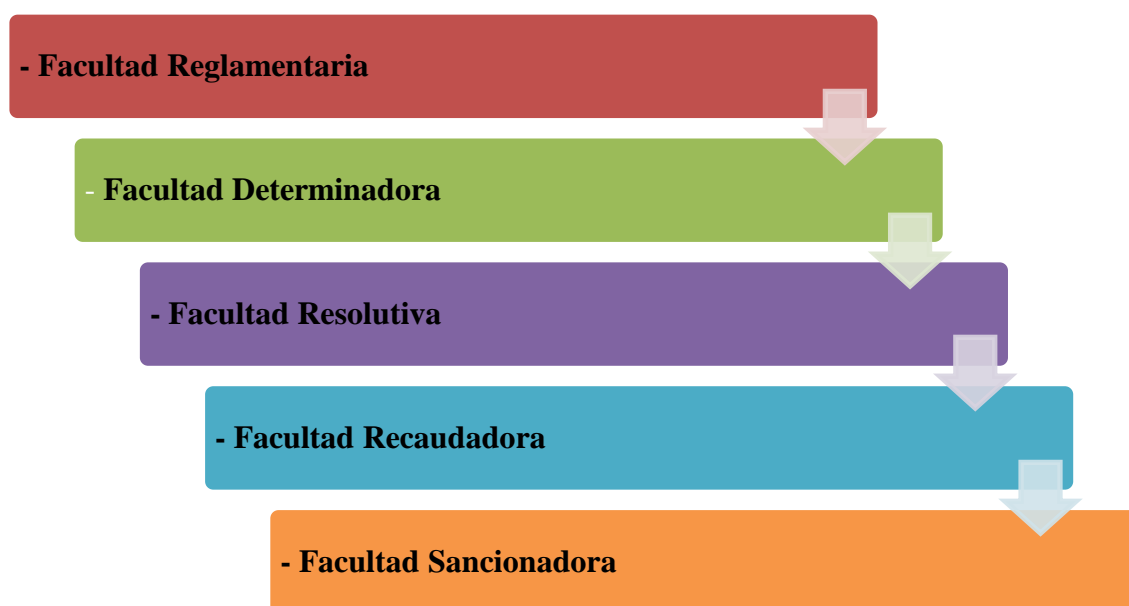 - Facultad Reglamentaria
- Facultad Determinadora
- Facultad Resolutiva
- Facultad Recaudadora
- Facultad Sancionadora